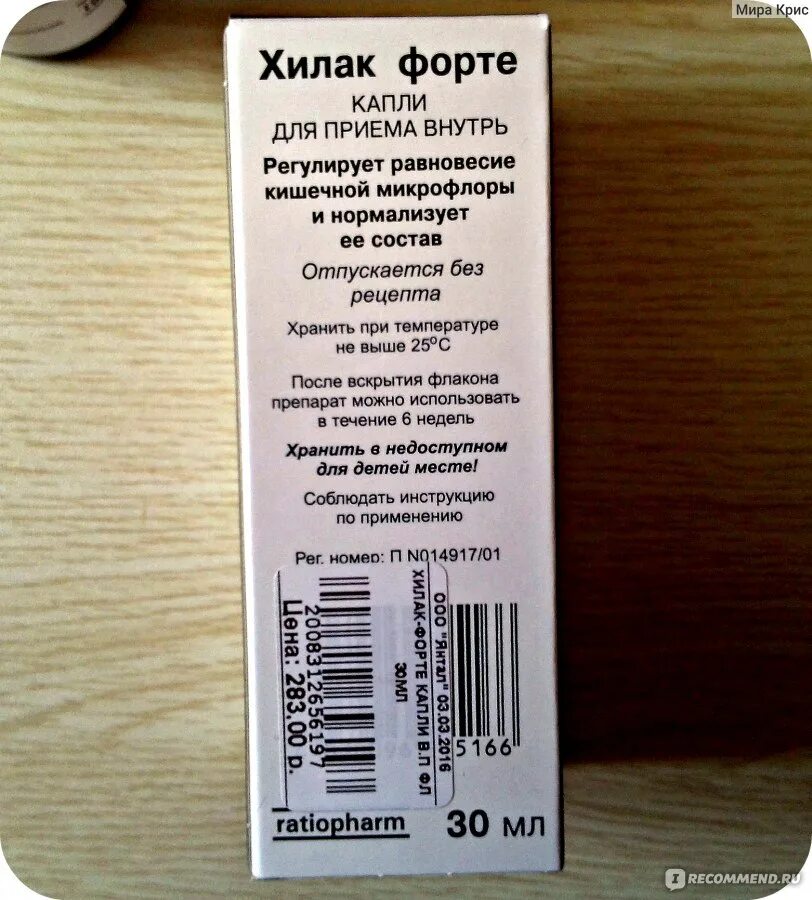 Мира Крис
Хилак форте
КАПЛИ
ДЛЯ ПРИЕМА ВНУТРЬ
Регулирует равновесие
кишечной микрофлоры
и нормализует
ее состав
Отпускается без
рецепта
Хранить при температуре
не выше 25°C
После вскрытия флакона
препарат можно использовать
в течение 6 недель
Хранить в недоступном
для детей месте!
Соблюдать инструкцию
по применению
Рег. номер: П N014917/01
ООО "Янтал" 03.03.2016
ХИЛАК-ФОРТЕ КАПЛИ В.П ФЛ
30МЛ
2008312656197
Цена: 283.00 р.
5166
ratiopharm 30 мл
IRECOMMEND.RU